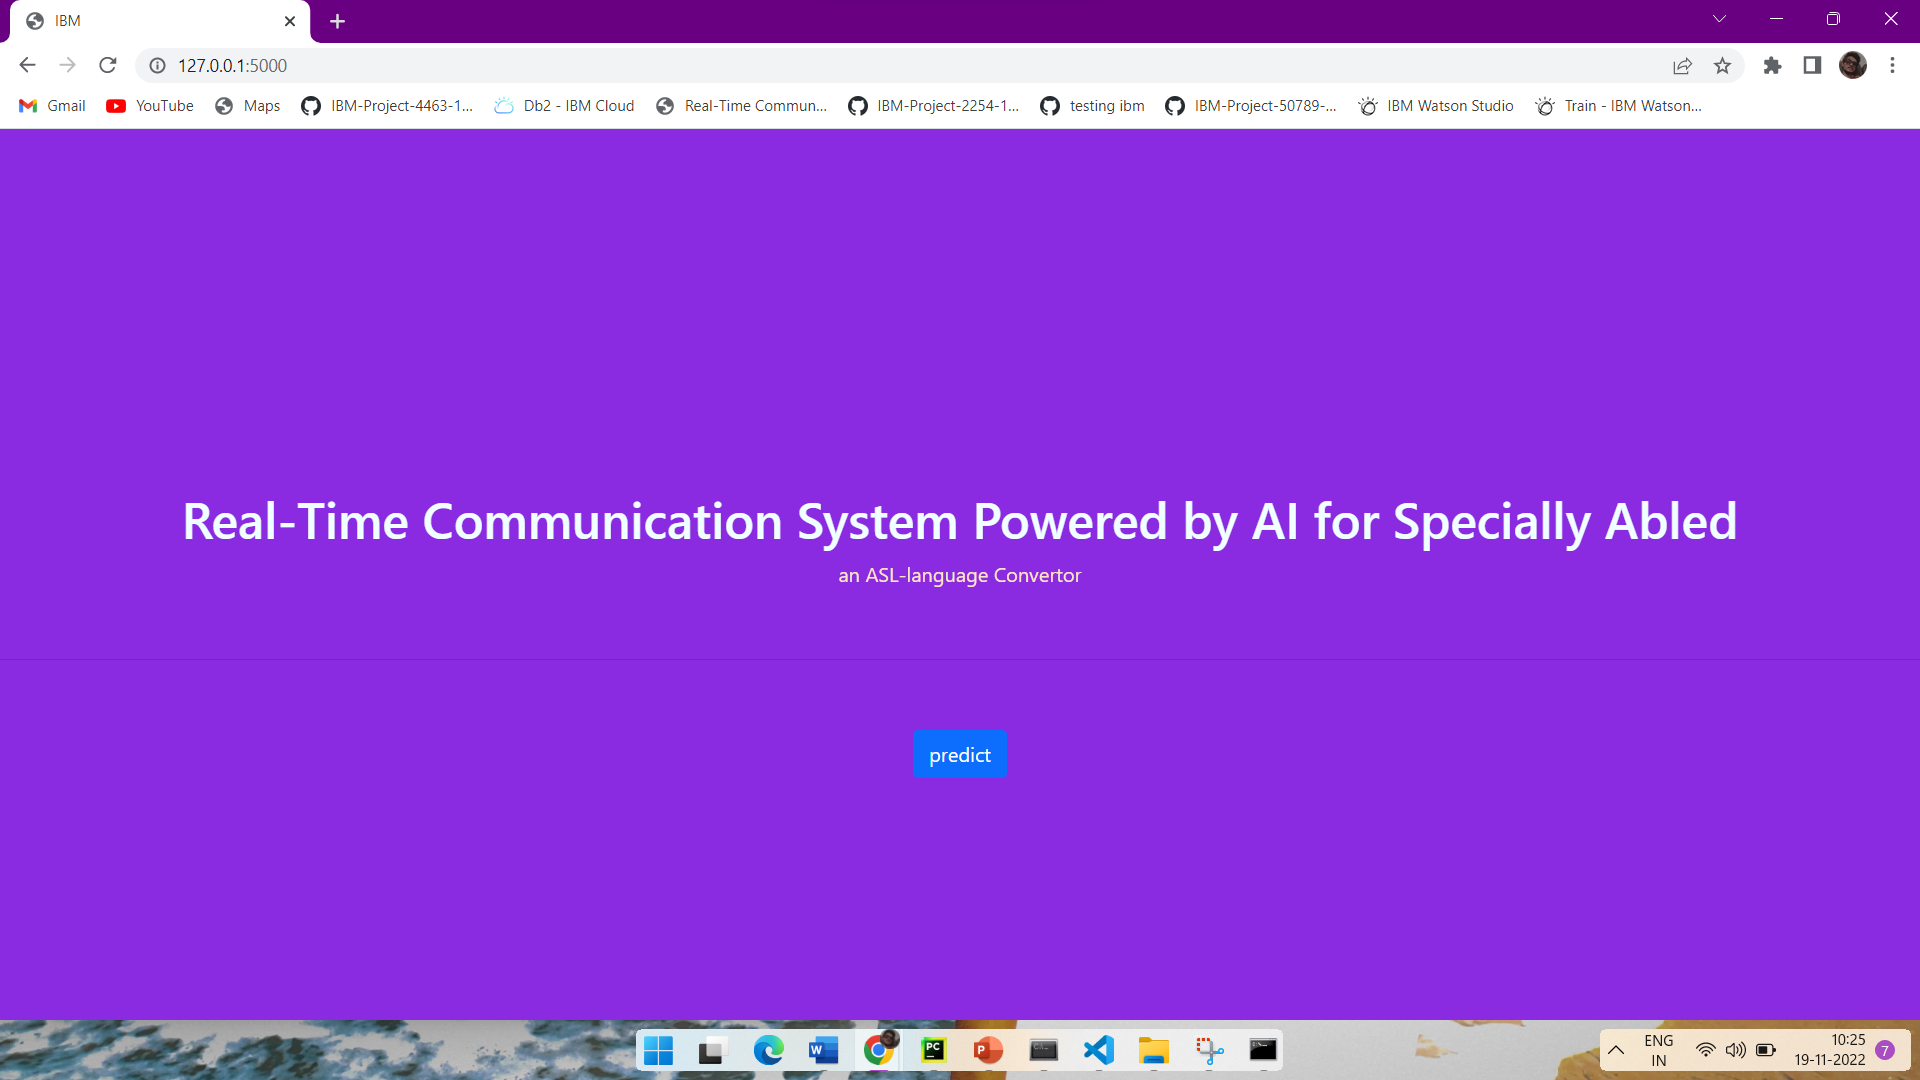 IBM
127.0.0.1:5000
Gmail
YouTube
Maps
IBM-Project-4463-1...
Db2 - IBM Cloud
Real-Time Commun...
IBM-Project-2254-1...
testing ibm
IBM-Project-50789-...
IBM Watson Studio
Train - IBM Watson...
Real-Time Communication System Powered by AI for Specially Abled
an ASL-language Convertor
predict
ENG
IN
10:25
19-11-2022
7